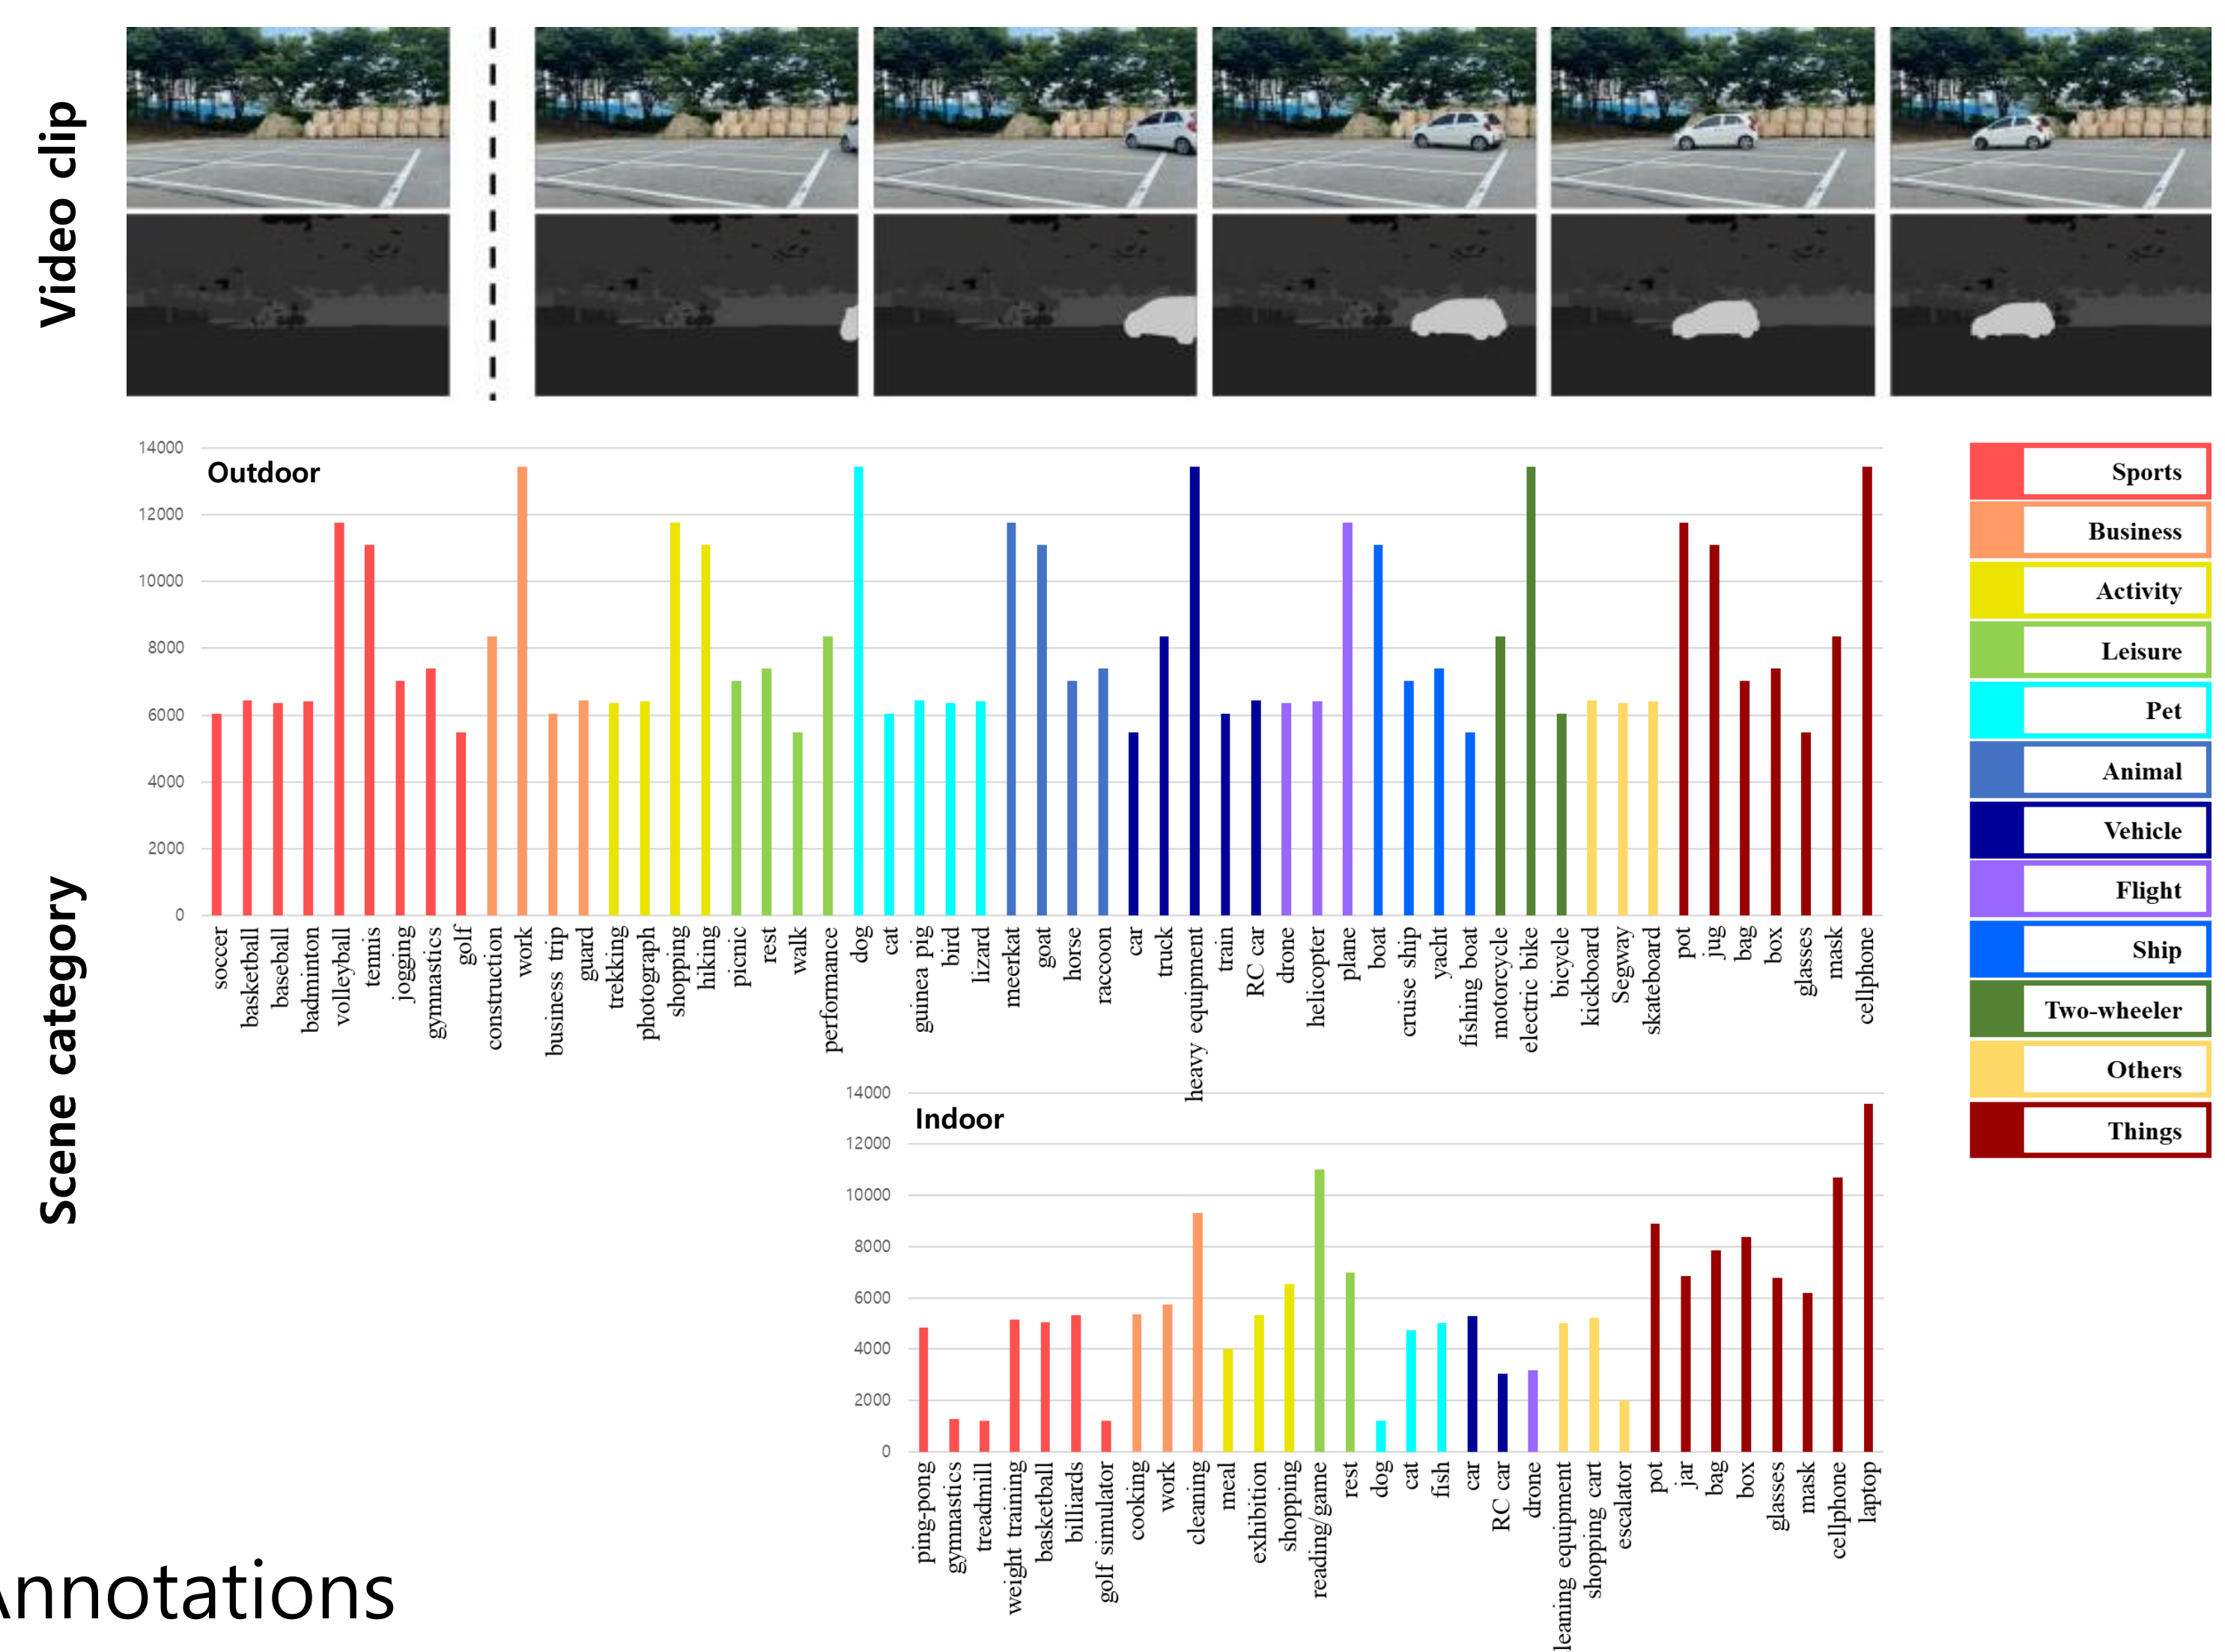 Video clip
Scene category
14000
12000
10000
8000
6000
4000
2000
0
Outdoor
soccer
basketball
baseball
badminton
volleyball
tennis
jogging
gymnastics
golf
construction
work
business trip
guard
trekking
photograph
shopping
hiking
picnic
rest
walk
performance
dog
cat
guinea pig
bird
lizard
meerkat
goat
horse
raccoon
car
truck
heavy equipment
train
RC car
drone
helicopter
plane
boat
cruise ship
yacht
fishing boat
motorcycle
electric bike
bicycle
kickboard
Segway
skateboard
pot
jug
bag
box
glasses
mask
cellphone
Sports
Business
Activity
Leisure
Pet
Animal
Vehicle
Flight
Ship
Two-wheeler
Others
Things
14000
12000
10000
8000
6000
4000
2000
0
Indoor
ping-pong
gymnastics
treadmill
weight training
basketball
billiards
golf simulator
cooking
work
cleaning
meal
exhibition
shopping
reading/game
rest
dog
cat
fish
car
RC car
drone
leaning equipment
shopping cart
escalator
pot
jar
bag
box
glasses
mask
cellphone
laptop
Annotations